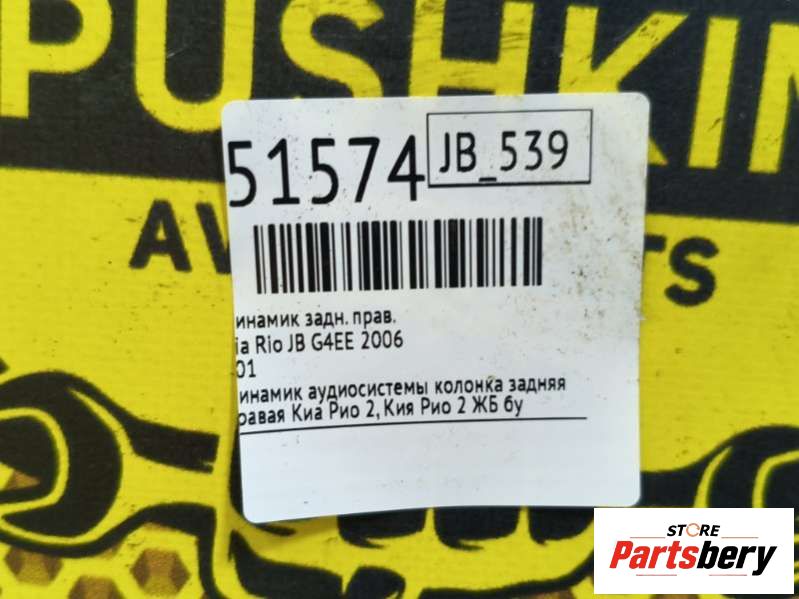 PUSHKIN
51574
JB_539
AV
TS
инамик задн. прав.
ia Rio JB G4EE 2006
01
инамик аудиосистемы колонка задняя
равая Киа Рио 2, Кия Рио 2 ЖБ бу
STORE
Partsbery